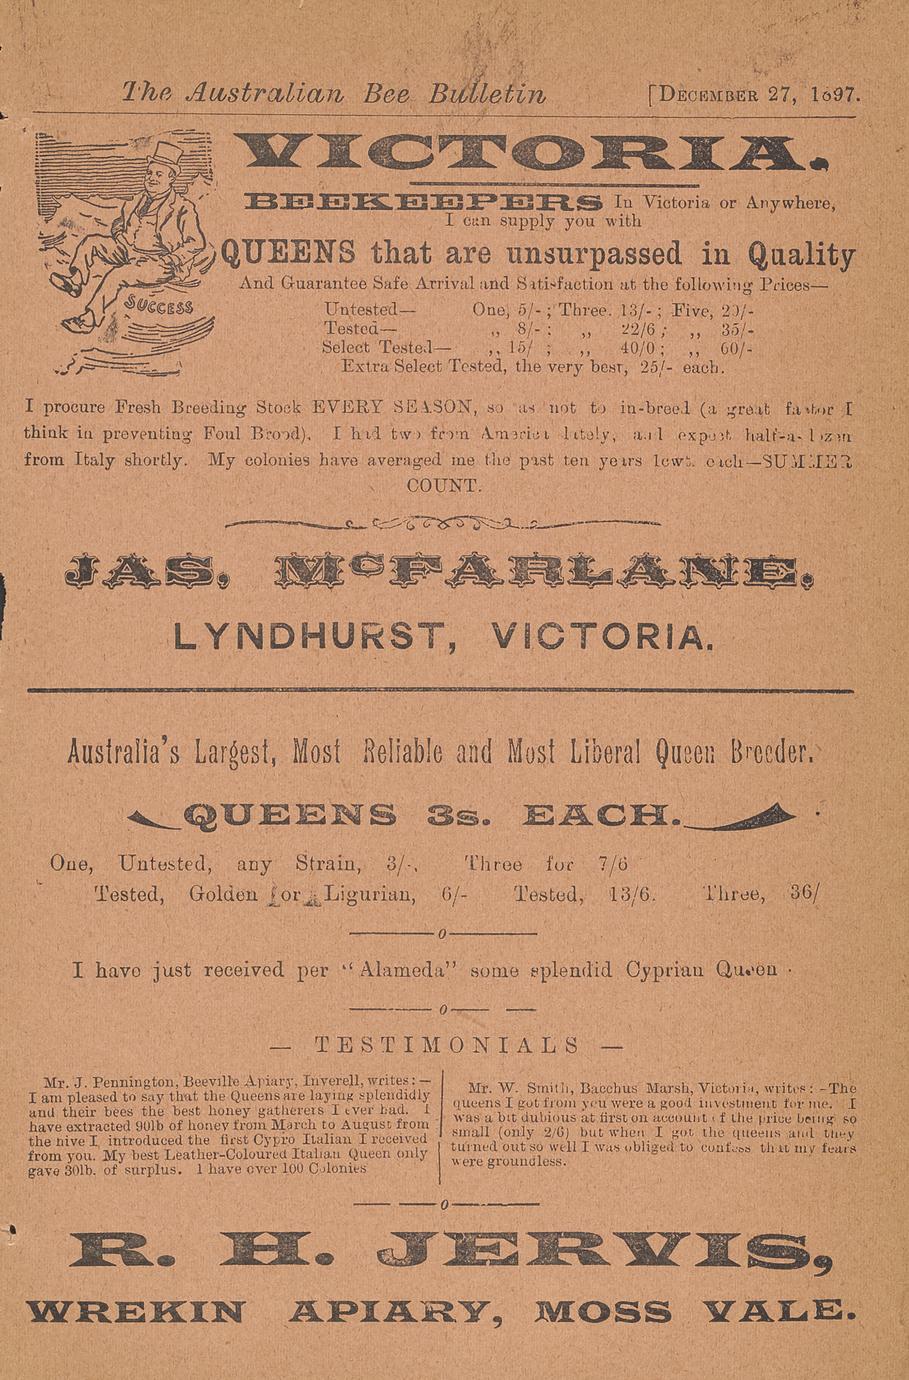 The Australian Bee Bulletin [DECEMBER 27, 1897.
VICTORIA.
SUCCESS
BEEKEEPERS In Victoria or Anywhere,
I can supply you with
QUEENS that are unsurpassed in Quality
And Guarantee Safe Arrival and Satisfaction at the following Prices—
Untested— One, 5/- ; Three. 13/- ; Five, 20/-
Tested— „ 8/- ; „ 22/6 ; „ 35/-
Select Tested— „ 15/ ; „ 40/0 ; „ 60/-
Extra Select Tested, the very best, 25/- each.
I procure Fresh Breeding Stock EVERY SEASON, so as not to in-breed (a great factor I
think in preventing Foul Brood). I had two from America lately, and expect half-a-dozen
from Italy shortly. My colonies have averaged me the past ten years 1cwt. each—SUMMER
COUNT.
JAS. McFARLANE,
LYNDHURST, VICTORIA.
Australia's Largest, Most Reliable and Most Liberal Queen Breeder.
QUEENS 3s. EACH.
One, Untested, any Strain, 3/-, Three for 7/6
Tested, Golden or Ligurian, 6/- Tested, 13/6. Three, 36/
I have just received per “Alameda” some splendid Cyprian Queen
— TESTIMONIALS —
Mr. J. Pennington, Beeville Apiary, Inverell, writes: —
I am pleased to say that the Queens are laying splendidly
and their bees the best honey gatherers I ever had. I
have extracted 90lb of honey from March to August from
the hive I introduced the first Cypro Italian I received
from you. My best Leather-Coloured Italian Queen only
gave 30lb. of surplus. I have over 100 Colonies
Mr. W. Smith, Bacchus Marsh, Victoria, writes: -The
queens I got from you were a good investment for me. I
was a bit dubious at first on account of the price being so
small (only 2/6) but when I got the queens and they
turned out so well I was obliged to confess that my fears
were groundless.
R. H. JERVIS,
WREKIN APIARY, MOSS VALE.